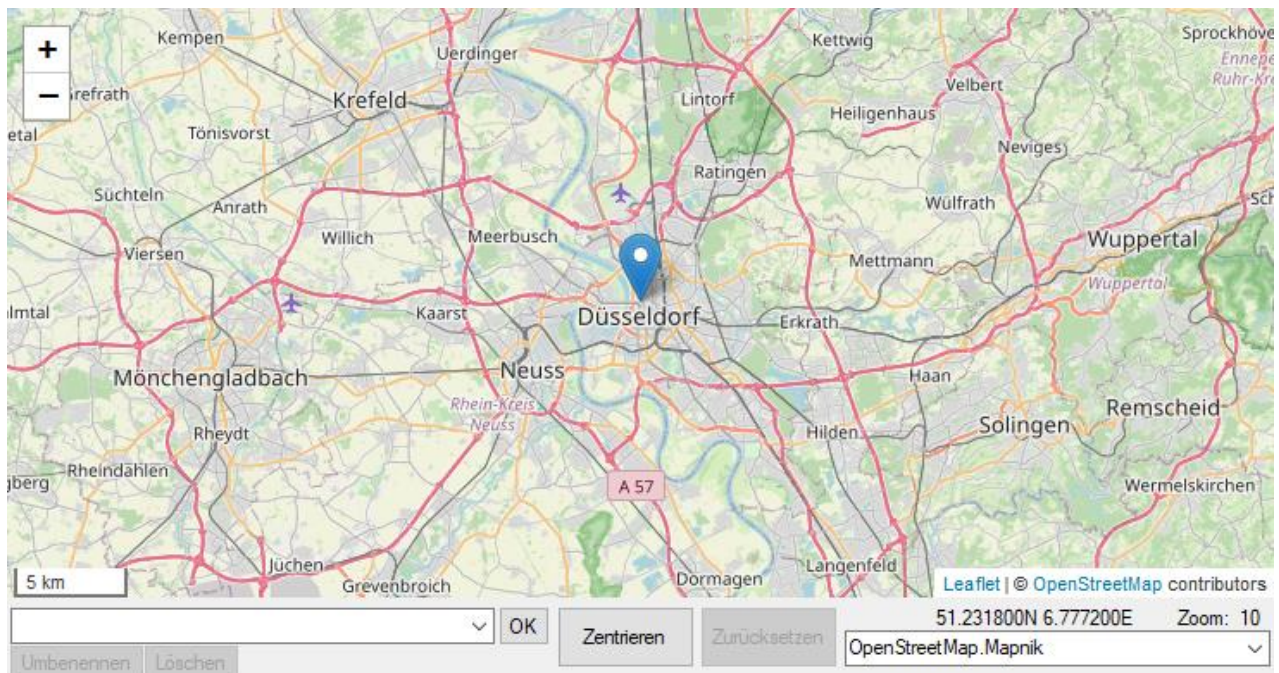 Kempen
Kettwig
Sprockhöve
+
Uerdinger
Ennepe
Ruhr-Kre
−
Velbert
refrath
Krefeld
Lintorf
Heiligenhaus
etal
Tönisvorst
Neviges
Ratingen
Süchteln
Anrath
Wülfrath
Sch
Willich
Meerbusch
Wuppertal
Viersen
Mettmann
Wuppertal
lmtal
Kaarst
Düsseldorf
Erkrath
Mönchengladbach
Neuss
Haan
Rhein-Kreis
Neuss
Remscheid
Rheydt
Hilden
Solingen
Rheindahlen
gberg
A 57
Wermelskirchen
Jüchen
Langenfeld
5 km
Grevenbroich
Dormagen
Leaflet | © OpenStreetMap contributors
OK
Zentrieren
Zurücksetzen
51.231800N 6.777200E Zoom: 10
OpenStreetMap.Mapnik
Umbenennen Löschen